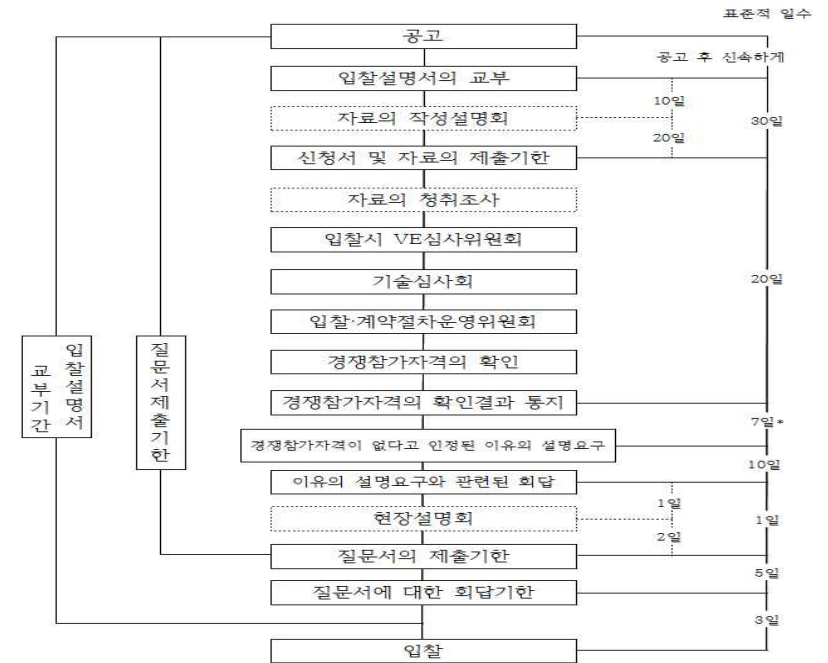 표준적 일수
공고
공고 후 신속하게
입찰설명서의 교부
10일
자료의 작성설명회
30일
20일
신청서 및 자료의 제출기한
자료의 청취조사
입찰시 VE심사위원회
기술심사회
20일
입찰·계약절차운영위원회
입찰설명서
교부기간
질문서제출기한
경쟁참가자격의 확인
경쟁참가자격의 확인결과 통지
7일*
경쟁참가자격이 없다고 인정된 이유의 설명요구
10일
이유의 설명요구와 관련된 회답
1일
현장설명회
1일
2일
질문서의 제출기한
5일
질문서에 대한 회답기한
3일
입찰